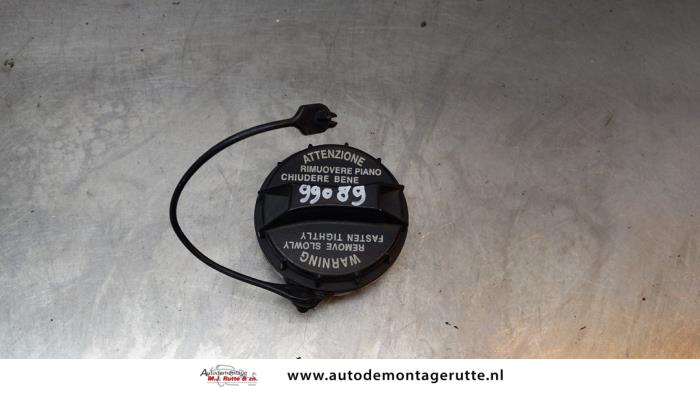 ATTENZIONE
RIMUOVERE PIANO
CHIUDERE BENE
99089
FASTEN TIGHTLY
REMOVE SLOWLY
WARNING
Autodemontage
M.J. Rutte & zn.
www.autodemontagerutte.nl